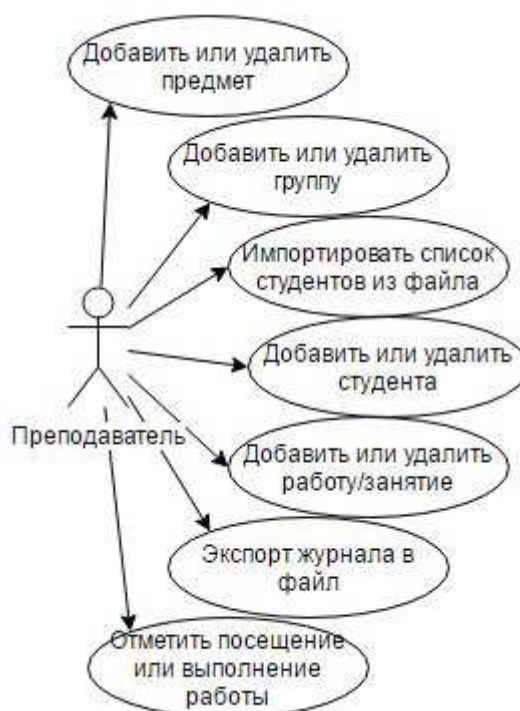 Добавить или удалить
предмет
Добавить или удалить
группу
Импортировать список
студентов из файла
Добавить или удалить
студента
Преподаватель
Добавить или удалить
работу/занятие
Экспорт журнала в
файл
Отметить посещение
или выполнение
работы